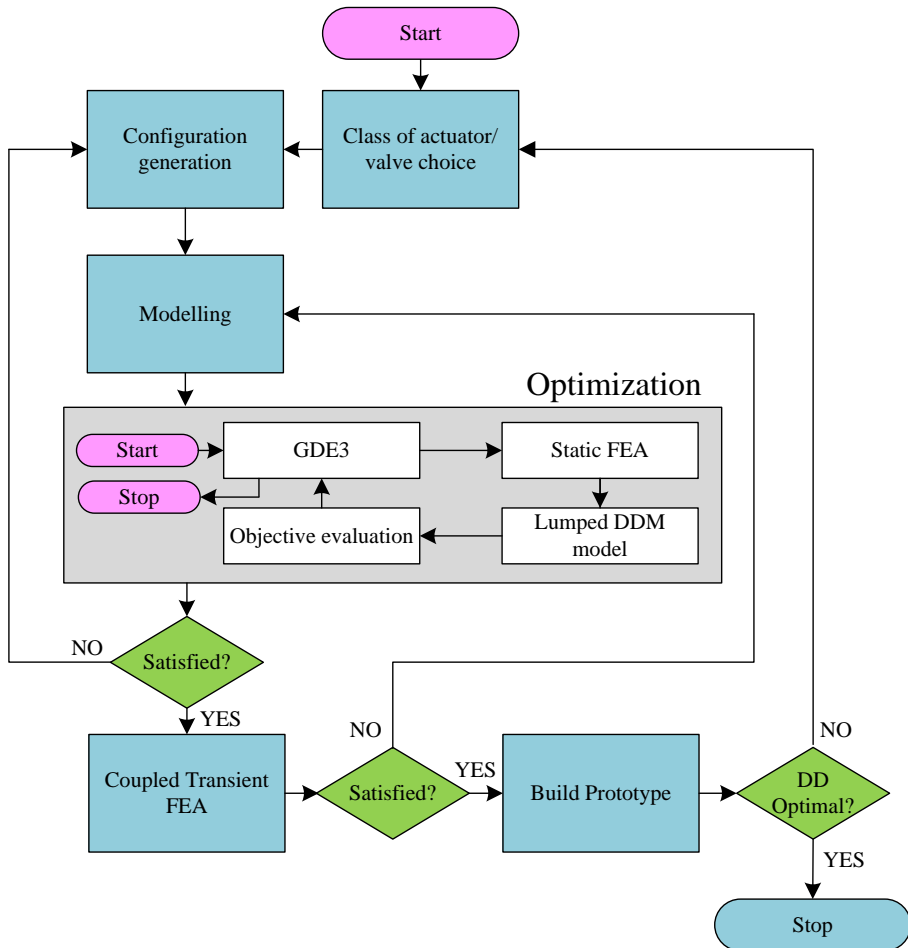 Start
Configuration
generation
Class of actuator/
valve choice
Modelling
Optimization
Start
GDE3
Static FEA
Stop
Objective evaluation
Lumped DDM
model
NO
Satisfied?
YES
NO
NO
Coupled Transient
FEA
Satisfied?
YES
Build Prototype
DD
Optimal?
YES
Stop